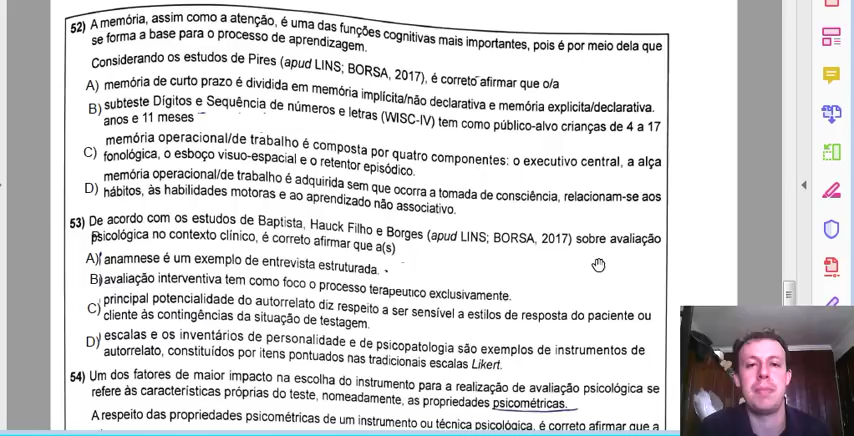 52) A memória, assim como a atenção, é uma das funções cognitivas mais importantes, pois é por meio dela que
se forma a base para o processo de aprendizagem.
Considerando os estudos de Pires (apud LINS; BORSA, 2017), é correto afirmar que o/a
A) memória de curto prazo é dividida em memória implícita/não declarativa e memória explicita/declarativa.
B) subteste Dígitos e Sequência de números e letras (WISC-IV) tem como público-alvo crianças de 4 a 17
anos e 11 meses
C) memória operacional/de trabalho é composta por quatro componentes: o executivo central, a alça
fonológica, o esboço visuo-espacial e o retentor episódico.
D) memória operacional/de trabalho é adquirida sem que ocorra a tomada de consciência, relacionam-se aos
hábitos, às habilidades motoras e ao aprendizado não associativo.
53) De acordo com os estudos de Baptista, Hauck Filho e Borges (apud LINS; BORSA, 2017) sobre avaliação
psicológica no contexto clínico, é correto afirmar que a(s)
A) anamnese é um exemplo de entrevista estruturada.
B) avaliação interventiva tem como foco o processo terapeutico exclusivamente.
C) principal potencialidade do autorrelato diz respeito a ser sensível a estilos de resposta do paciente ou
cliente às contingências da situação de testagem.
D) escalas e os inventários de personalidade e de psicopatologia são exemplos de instrumentos de
autorrelato, constituídos por itens pontuados nas tradicionais escalas Likert.
54) Um dos fatores de maior impacto na escolha do instrumento para a realização de avaliação psicológica se
refere às características próprias do teste, nomeadamente, as propriedades psicométricas.
A respeito das propriedades psicométricas de um instrumento ou técnica psicológica, é correto afirmar que a